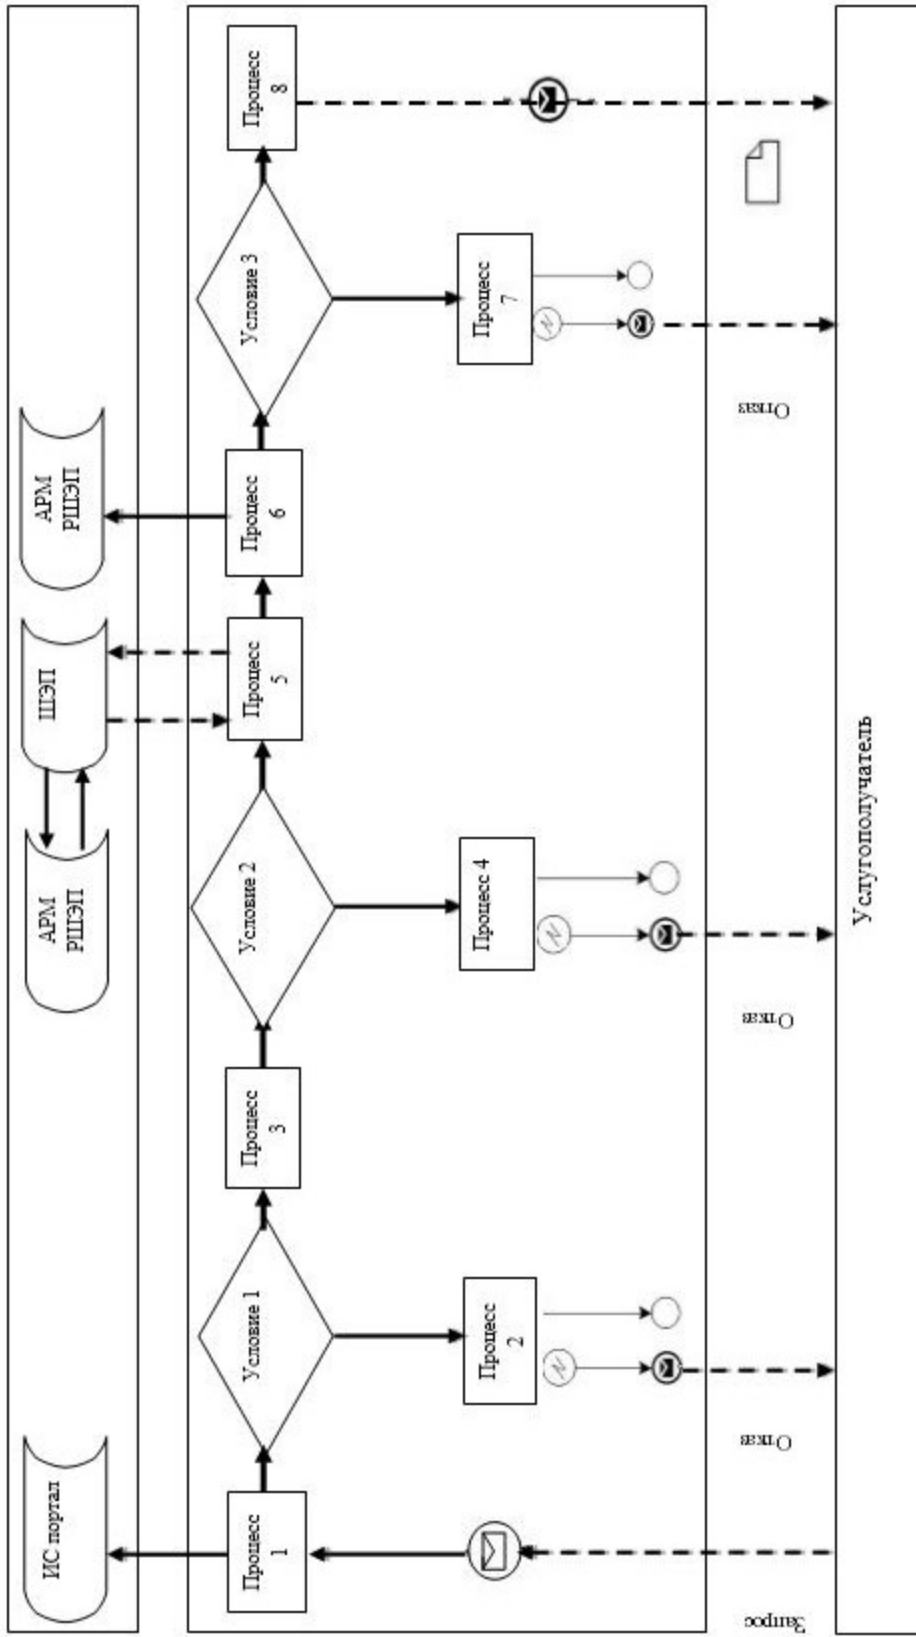 ИС портал
АРМ
РШЭП
ШЭП
АРМ
РШЭП
Процесс
1
Условие 1
Процесс
3
Условие 2
Процесс
5
Процесс
6
Условие 3
Процесс
8
Процесс
2
Процесс 4
Процесс
7
Запрос
Отказ
Отказ
Отказ
Услугополучатель